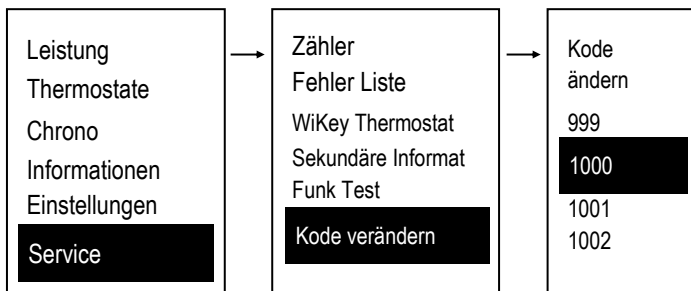 Leistung
Thermostate
Chrono
Informationen
Einstellungen
Service
Zähler
Fehler Liste
WiKey Thermostat
Sekundäre Informat
Funk Test
Kode verändern
Kode
ändern
999
1000
1001
1002